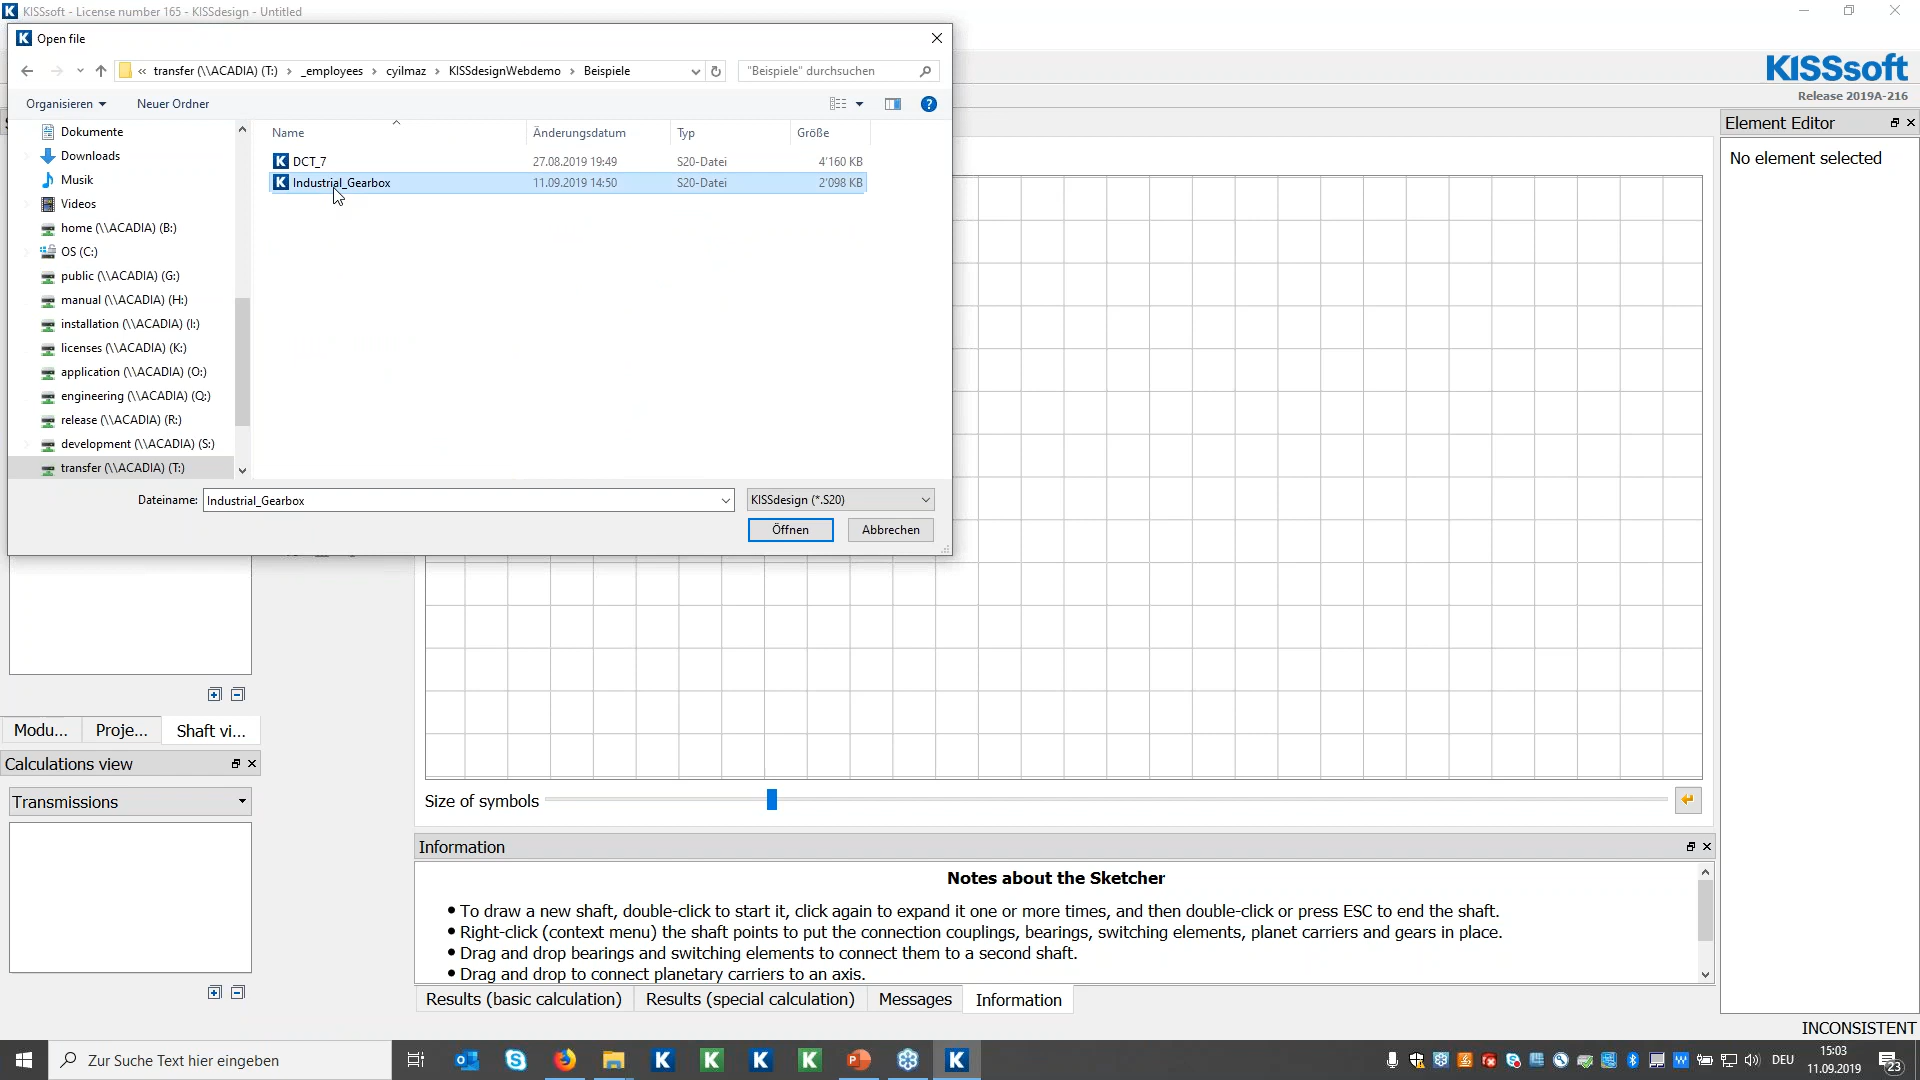 KISSsoft - License number 165 - KISSdesign - Untitled
Open file
« transfer (\\ACADIA) (T:) › _employees › cyilmaz › KISSdesignWebdemo › Beispiele
"Beispiele" durchsuchen
KISSsoft
Release 2019A-216
Organisieren
Neuer Ordner
Element Editor
No element selected
Name
Änderungsdatum
Typ
Größe
DCT_7
27.08.2019 19:49
S20-Datei
4'160 KB
Industrial_Gearbox
11.09.2019 14:50
S20-Datei
2'098 KB
Dokumente
Downloads
Musik
Videos
home (\\ACADIA) (B:)
OS (C:)
public (\\ACADIA) (G:)
manual (\\ACADIA) (H:)
installation (\\ACADIA) (I:)
licenses (\\ACADIA) (K:)
application (\\ACADIA) (O:)
engineering (\\ACADIA) (Q:)
release (\\ACADIA) (R:)
development (\\ACADIA) (S:)
transfer (\\ACADIA) (T:)
Dateiname:
Industrial_Gearbox
KISSdesign (*.S20)
Öffnen
Abbrechen
Modu...
Proje...
Shaft vi...
Calculations view
Transmissions
Size of symbols
Information
Notes about the Sketcher
• To draw a new shaft, double-click to start it, click again to expand it one or more times, and then double-click or press ESC to end the shaft.
• Right-click (context menu) the shaft points to put the connection couplings, bearings, switching elements, planet carriers and gears in place.
• Drag and drop bearings and switching elements to connect them to a second shaft.
• Drag and drop to connect planetary carriers to an axis.
Results (basic calculation)
Results (special calculation)
Messages
Information
INCONSISTENT
Zur Suche Text hier eingeben
DEU
15:03
11.09.2019
23